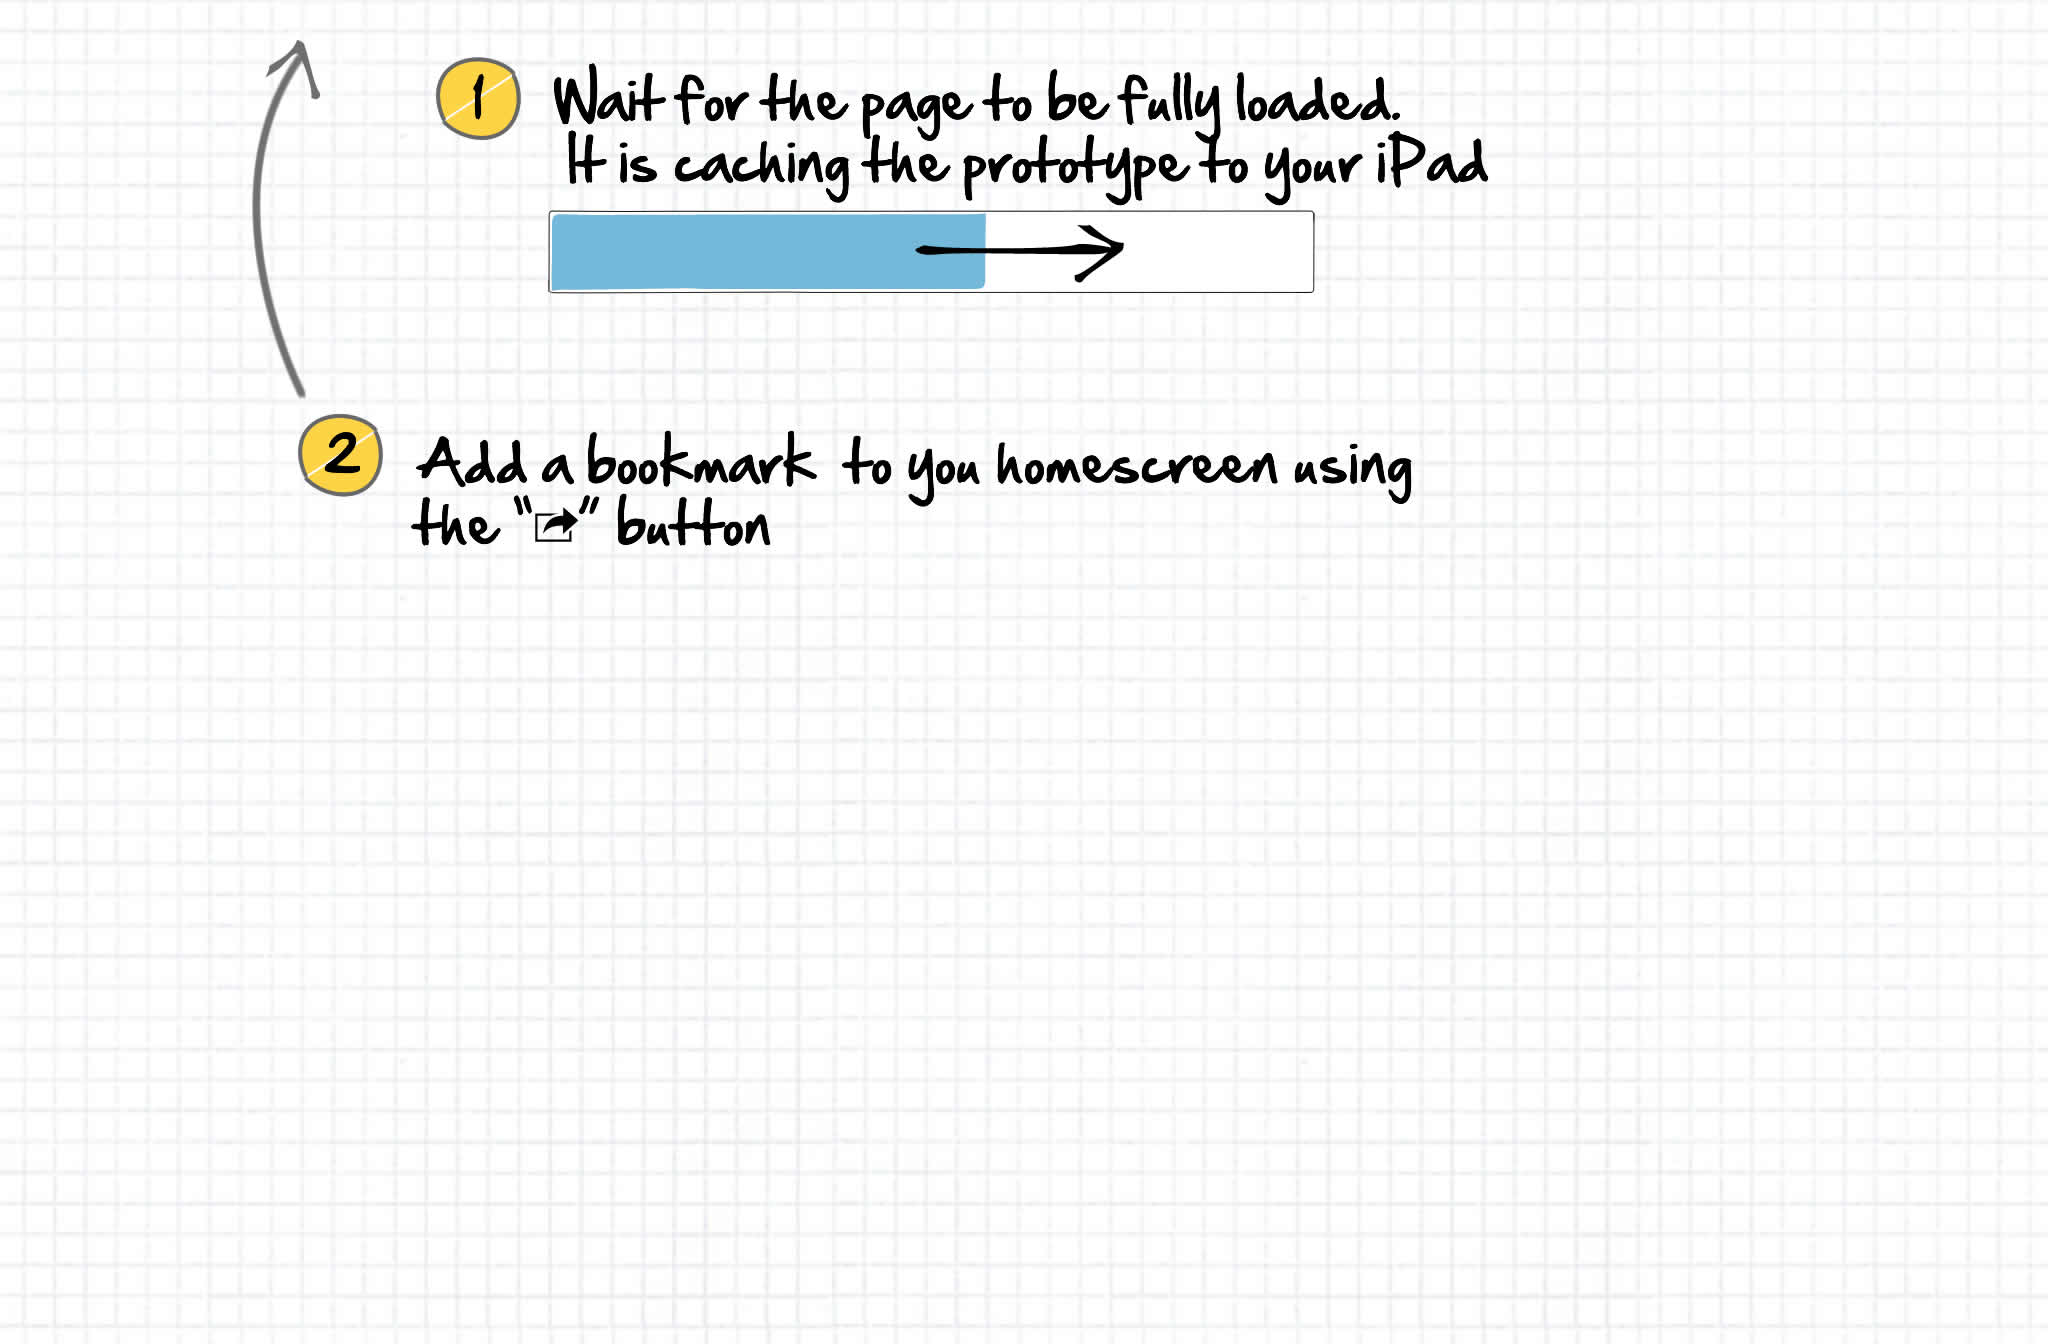 1 Wait for the page to be fully loaded.
It is caching the prototype to your iPad
2 Add a bookmark to you homescreen using
the "" button